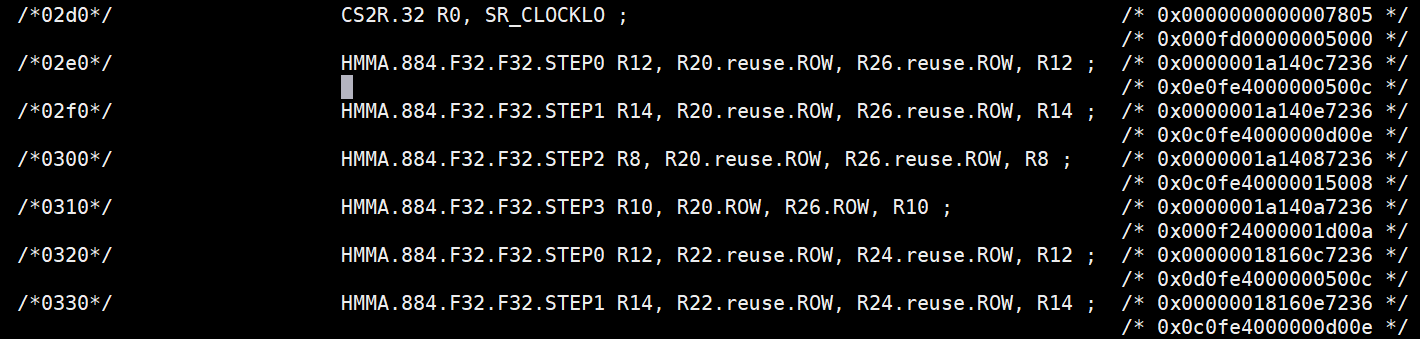 /*02d0*/ CS2R.32 R0, SR_CLOCKLO ; /* 0x0000000000007805 */
/* 0x000fd00000005000 */
/*02e0*/ HMMA.884.F32.F32.STEP0 R12, R20.reuse.ROW, R26.reuse.ROW, R12 ; /* 0x0000001a140c7236 */
/* 0x0e0fe4000000500c */
/*02f0*/ HMMA.884.F32.F32.STEP1 R14, R20.reuse.ROW, R26.reuse.ROW, R14 ; /* 0x0000001a140e7236 */
/* 0x0c0fe4000000d00e */
/*0300*/ HMMA.884.F32.F32.STEP2 R8, R20.reuse.ROW, R26.reuse.ROW, R8 ; /* 0x0000001a14087236 */
/* 0x0c0fe40000015008 */
/*0310*/ HMMA.884.F32.F32.STEP3 R10, R20.ROW, R26.ROW, R10 ; /* 0x0000001a140a7236 */
/* 0x000f24000001d00a */
/*0320*/ HMMA.884.F32.F32.STEP0 R12, R22.reuse.ROW, R24.reuse.ROW, R12 ; /* 0x00000018160c7236 */
/* 0x0d0fe4000000500c */
/*0330*/ HMMA.884.F32.F32.STEP1 R14, R22.reuse.ROW, R24.reuse.ROW, R14 ; /* 0x00000018160e7236 */
/* 0x0c0fe4000000d00e */